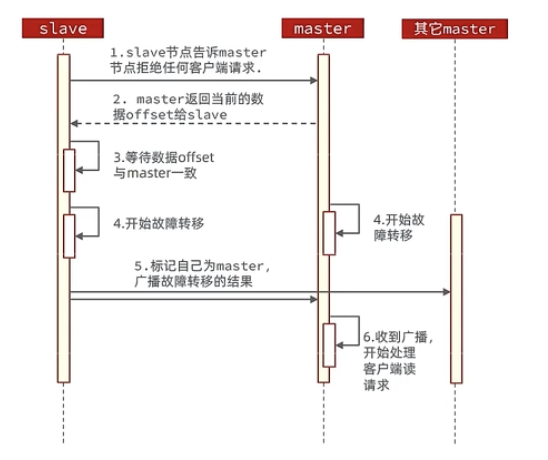 slave
master
其它master
1.slave节点告诉master
节点拒绝任何客户端请求.
2. master返回当前的数
据offset给slave
3.等待数据offset
与master一致
4.开始故障转移
4.开始故
障转移
5.标记自己为master,
广播故障转移的结果
6.收到广播,
开始处理
客户端读
请求